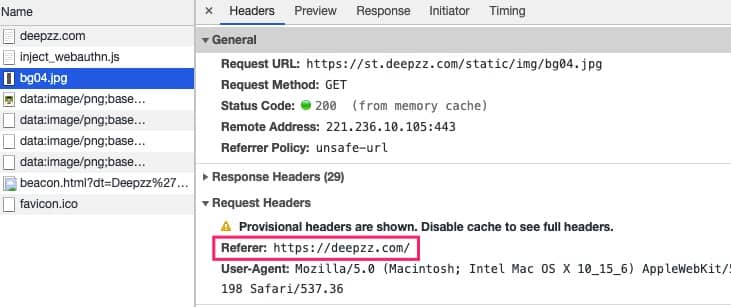 Name
× Headers Preview Response Initiator Timing
deepzz.com
inject_webauthn.js
bg04.jpg
data:image/png;base…
data:image/png;base…
data:image/png;base…
data:image/png;base…
beacon.html?dt=Deepzz%27…
favicon.ico
▼ General
Request URL: https://st.deepzz.com/static/img/bg04.jpg
Request Method: GET
Status Code: 200 (from memory cache)
Remote Address: 221.236.10.105:443
Referrer Policy: unsafe-url
▶ Response Headers (29)
▼ Request Headers
Provisional headers are shown. Disable cache to see full headers.
Referer: https://deepzz.com/
User-Agent: Mozilla/5.0 (Macintosh; Intel Mac OS X 10_15_6) AppleWebKit/
198 Safari/537.36